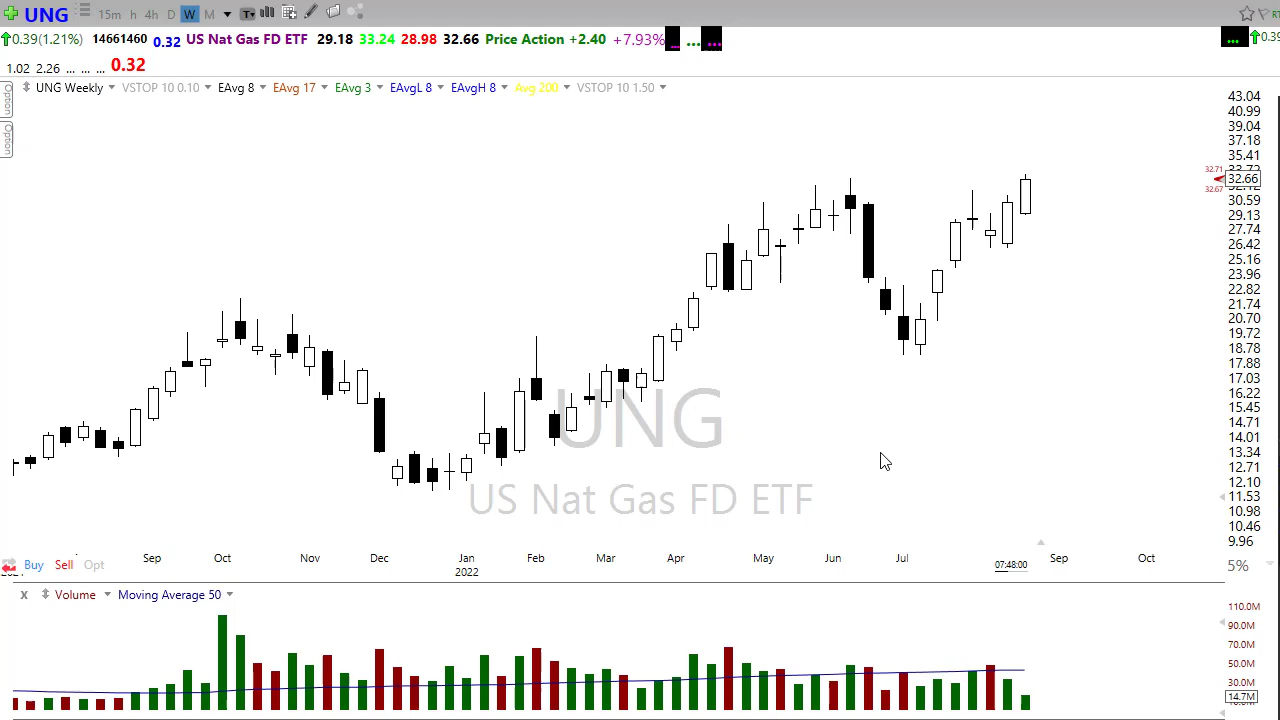 UNG 15m h 4h D W M
0.39(1.21%) 14661460 0.32 US Nat Gas FD ETF 29.18 33.24 28.98 32.66 Price Action +2.40 +7.93% ... ... ... ... 0.39
1.02 2.26 ... ... ... 0.32
UNG Weekly VSTOP 10 0.10 EAvg 8 EAvg 17 EAvg 3 EAvgL 8 EAvgH 8 Avg 200 VSTOP 10 1.50
Option
Option
43.04
40.99
39.04
37.18
35.41
32.71
32.66
32.67
30.59
29.13
27.74
26.42
25.16
23.96
22.82
21.74
20.70
19.72
18.78
17.88
17.03
16.22
15.45
14.71
14.01
13.34
12.71
12.10
11.53
10.98
10.46
9.96
UNG
US Nat Gas FD ETF
Sep Oct Nov Dec Jan Feb Mar Apr May Jun Jul Sep Oct
2022
07:48:00
Buy Sell Opt
5%
x Volume Moving Average 50
110.0M
90.0M
70.0M
50.0M
30.0M
14.7M